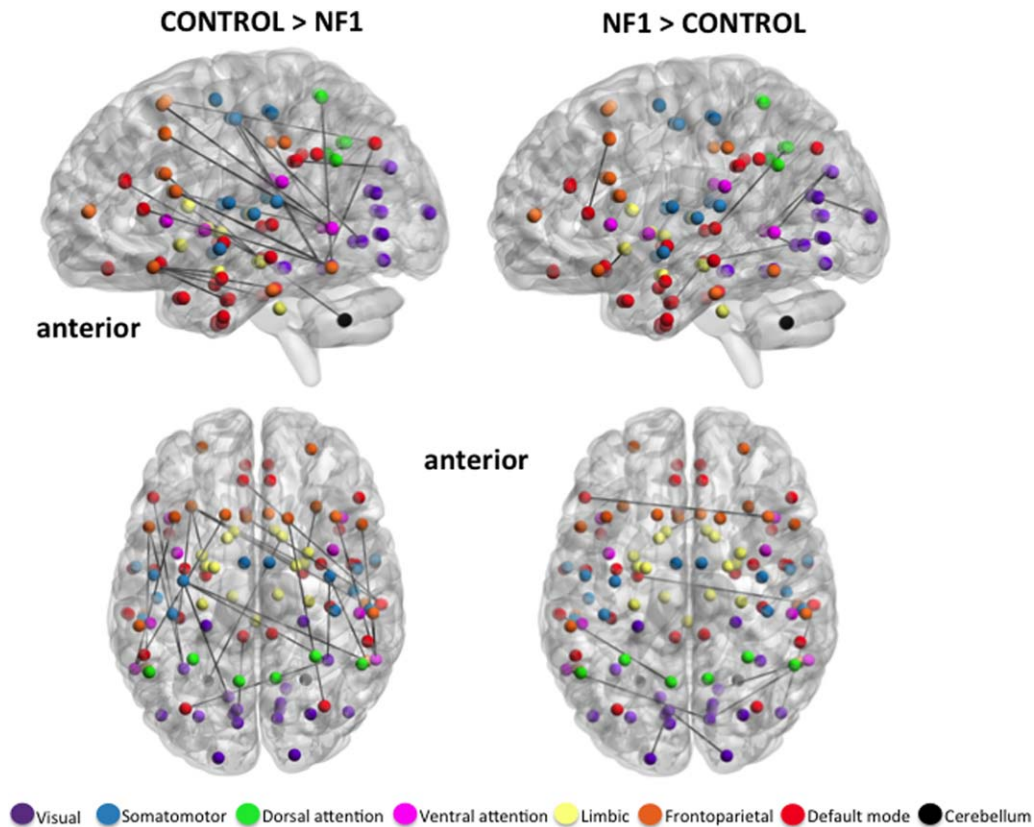 CONTROL > NF1 NF1 > CONTROL
anterior
anterior
Visual Somatomotor Dorsal attention Ventral attention Limbic Frontoparietal Default mode Cerebellum